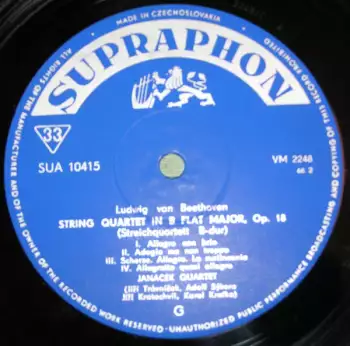 MADE IN CZECHOSLOVAKIA
ALL RIGHTS OF THE MANUFACTURER AND OF THE OWNER OF THE RECORDED WORK RESERVED - UNAUTHORIZED PUBLIC PERFORMANCE BROADCASTING AND COPYING OF THIS RECORD PROHIBITED
SUPRAPHON
33
SUA 10415
VM 2248
Ludwig van Beethoven
STRING QUARTET IN B FLAT MAJOR, Op. 18
(Streichquartett B-dur)
I. Allegro con brio
II. Adagio ma non troppo
III. Scherzo. Allegro. La malinconia
IV. Allegretto quasi allegro
JANÁČEK QUARTET
(Jiří Trávníček, Adolf Sýkora
Jiří Kratochvíl, Karel Krafka)
G